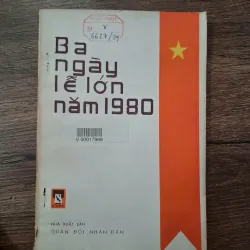 Ba
ngày
lễ lớn
năm 1980
NHÀ XUẤT BẢN
QUÂN ĐỘI NHÂN DÂN